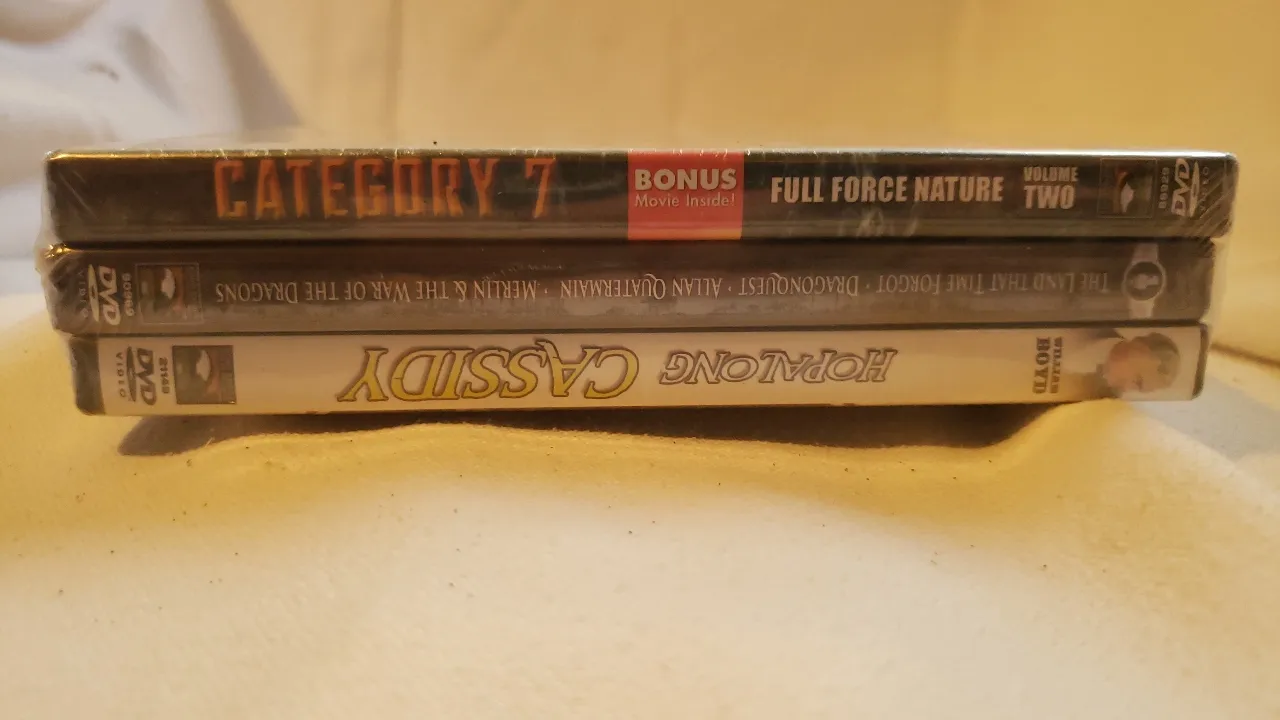 CATEGORY 7
BONUS
Movie Inside!
FULL FORCE NATURE
VOLUME
TWO
DVD
VIDEO
THE LAND THAT TIME FORGOT · DRAGONQUEST · ALLAN QUATERMAIN · MERLIN & THE WAR OF THE DRAGONS
DVD
VIDEO
WILLIAM
BOYD
HOPALONG CASSIDY
21149
DVD
VIDEO